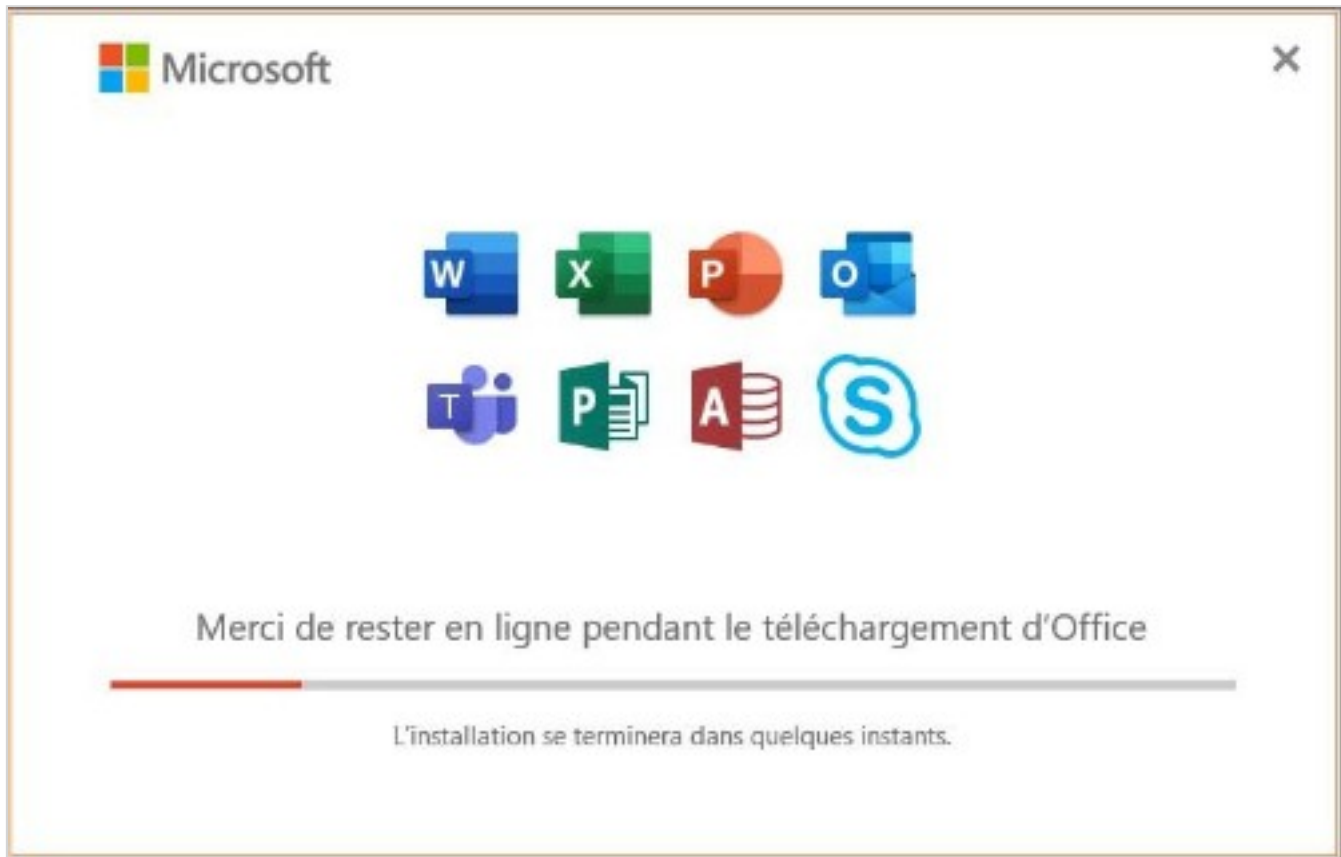 Microsoft
W X P O
T P A S
Merci de rester en ligne pendant le téléchargement d'Office
L'installation se terminera dans quelques instants.